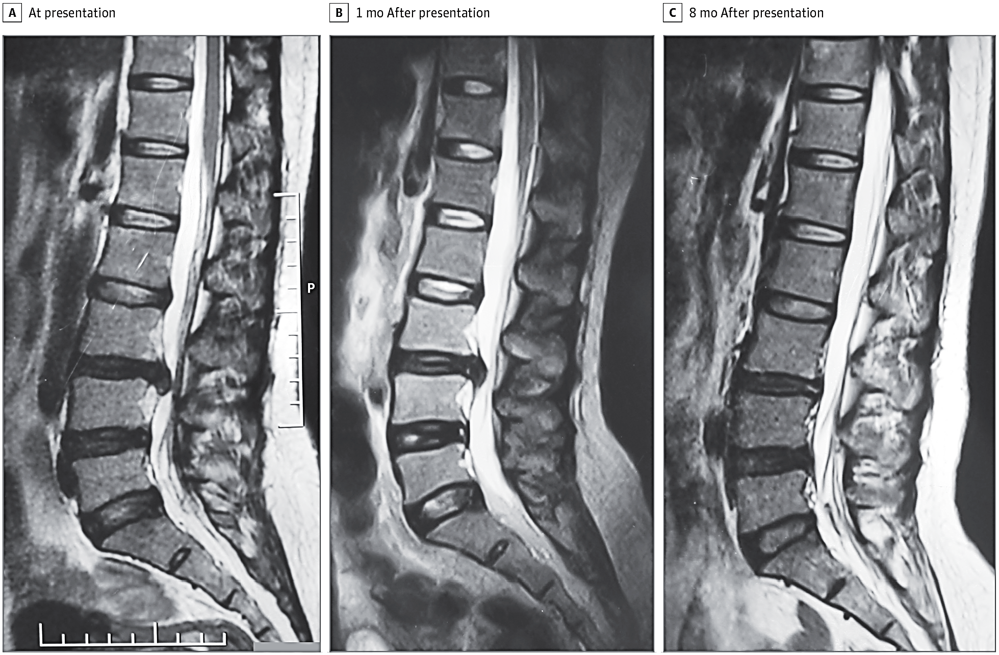 A At presentation
B 1 mo After presentation
C 8 mo After presentation
P